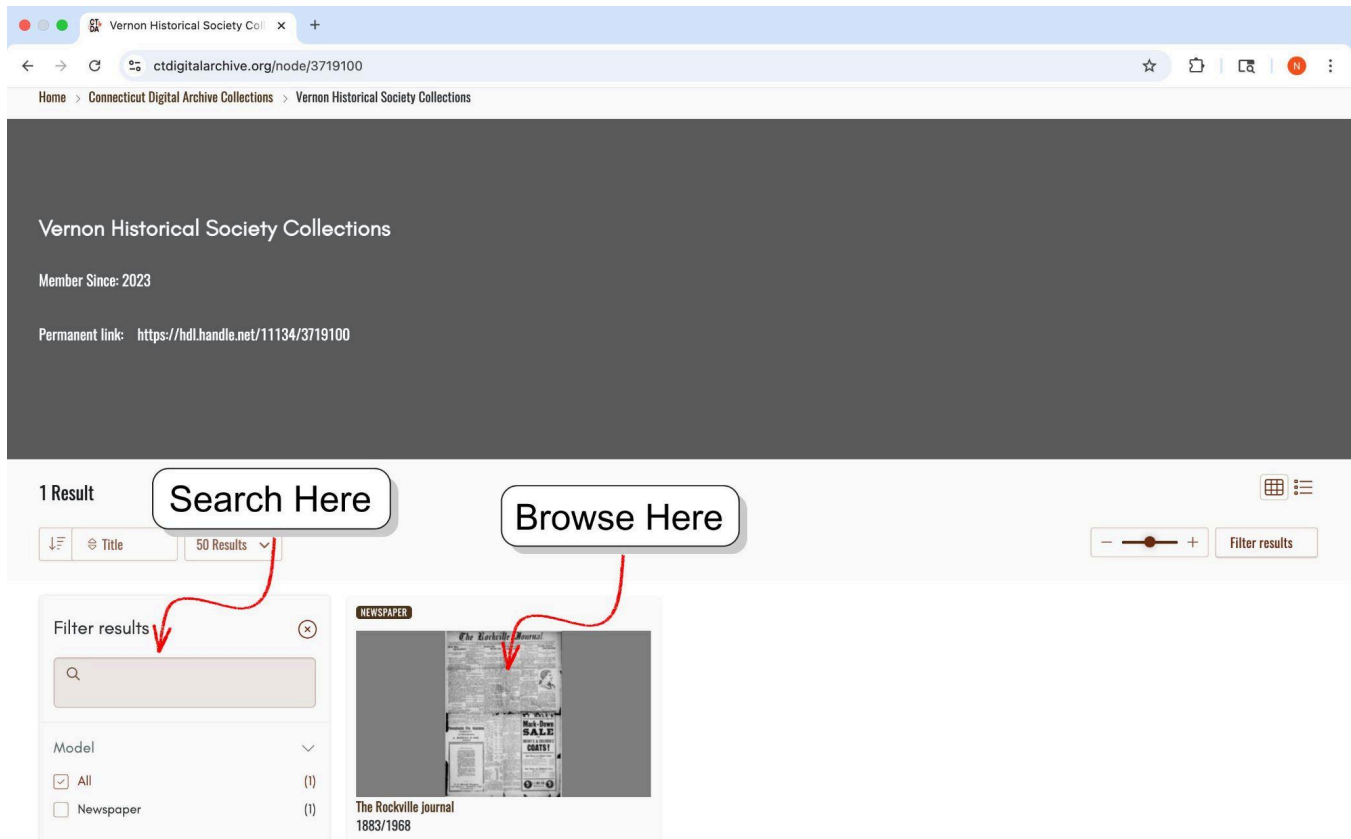 Vernon Historical Society Col
ctdigitalarchive.org/node/3719100
N
Home > Connecticut Digital Archive Collections > Vernon Historical Society Collections
Vernon Historical Society Collections
Member Since: 2023
Permanent link: https://hdl.handle.net/11134/3719100
1 Result
Search Here
Browse Here
Title
50 Results
Filter results
Filter results
NEWSPAPER
The Rockville Journal
Mark-Down
SALE
COATS!
Model
All (1)
Newspaper (1)
The Rockville journal
1883/1968